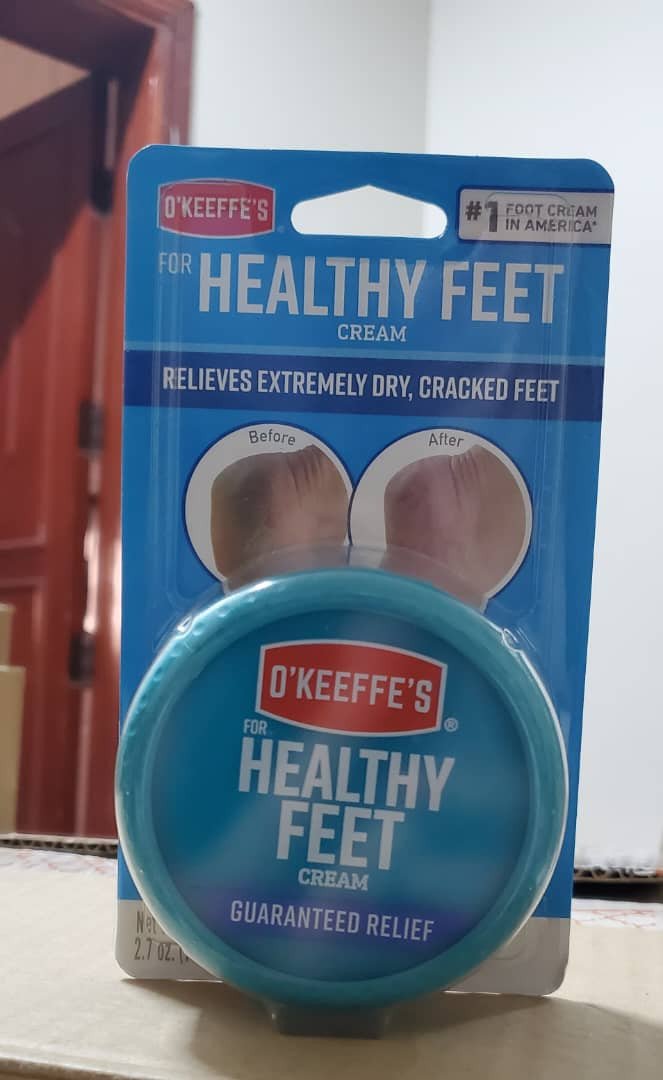 O'KEEFFE'S
#1 FOOT CREAM
IN AMERICA*
FOR HEALTHY FEET
CREAM
RELIEVES EXTREMELY DRY, CRACKED FEET
Before
After
O'KEEFFE'S®
FOR
HEALTHY
FEET
CREAM
GUARANTEED RELIEF
Net
2.7 oz.